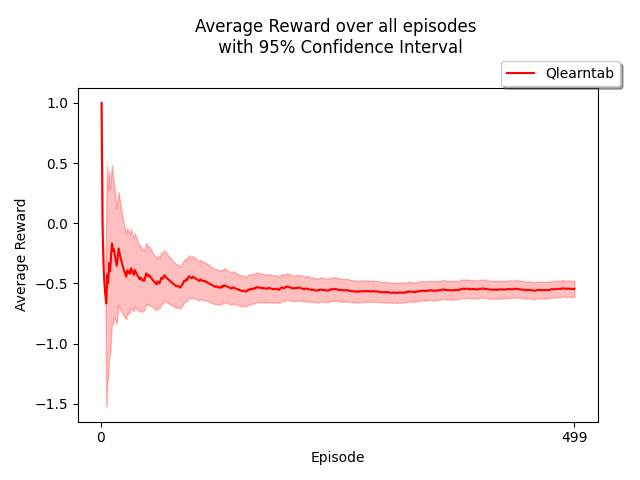 Average Reward over all episodes
with 95% Confidence Interval
Qlearntab
1.0
0.5
0.0
−0.5
−1.0
−1.5
Average Reward
0
499
Episode